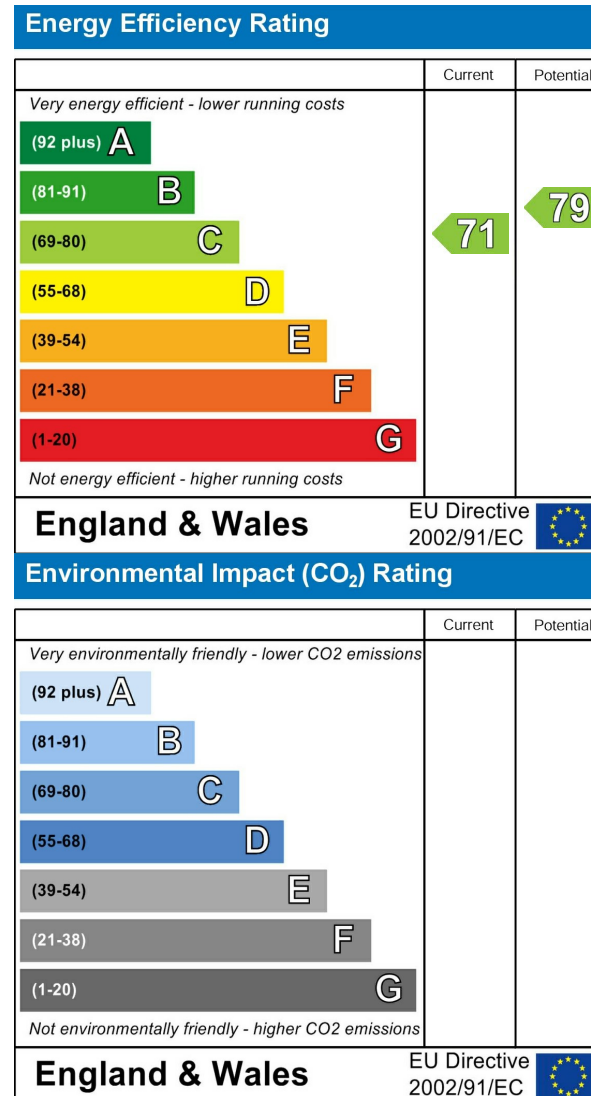 Energy Efficiency Rating
Current Potential
Very energy efficient - lower running costs
(92 plus) A
(81-91) B
79
(69-80) C
71
(55-68) D
(39-54) E
(21-38) F
(1-20) G
Not energy efficient - higher running costs
England & Wales
EU Directive
2002/91/EC
Environmental Impact (CO₂) Rating
Current Potential
Very environmentally friendly - lower CO2 emissions
(92 plus) A
(81-91) B
(69-80) C
(55-68) D
(39-54) E
(21-38) F
(1-20) G
Not environmentally friendly - higher CO2 emissions
England & Wales
EU Directive
2002/91/EC